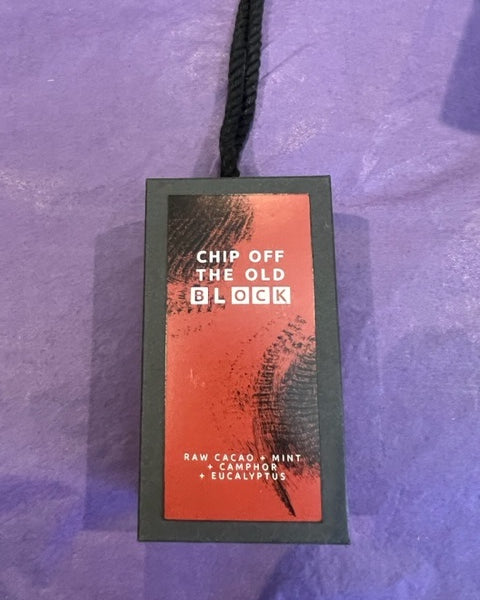 CHIP OFF
THE OLD
BLOCK
RAW CACAO + MINT
+ CAMPHOR
+ EUCALYPTUS